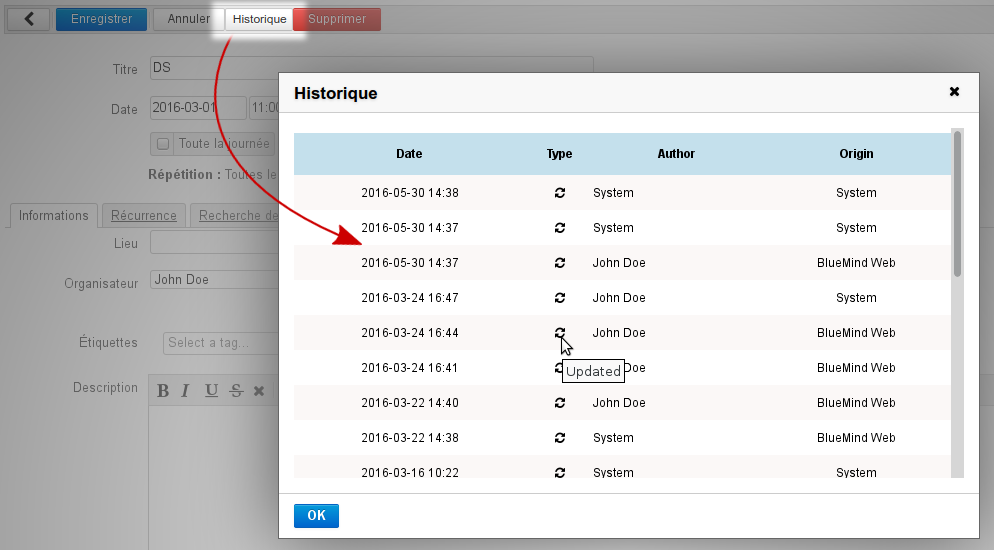 Enregistrer Annuler Historique Supprimer
Titre DS
Date 2016-03-01 11:00
Toute la journée
Répétition : Toutes le
Informations Récurrence Recherche de
Lieu
Organisateur John Doe
Étiquettes Select a tag...
Description B I U S
Historique
Date Type Author Origin
2016-05-30 14:38 System System
2016-05-30 14:37 System System
2016-05-30 14:37 John Doe BlueMind Web
2016-03-24 16:47 John Doe System
2016-03-24 16:44 John Doe BlueMind Web
2016-03-24 16:41 Doe BlueMind Web
Updated
2016-03-22 14:40 John Doe BlueMind Web
2016-03-22 14:38 System BlueMind Web
2016-03-16 10:22 System System
OK